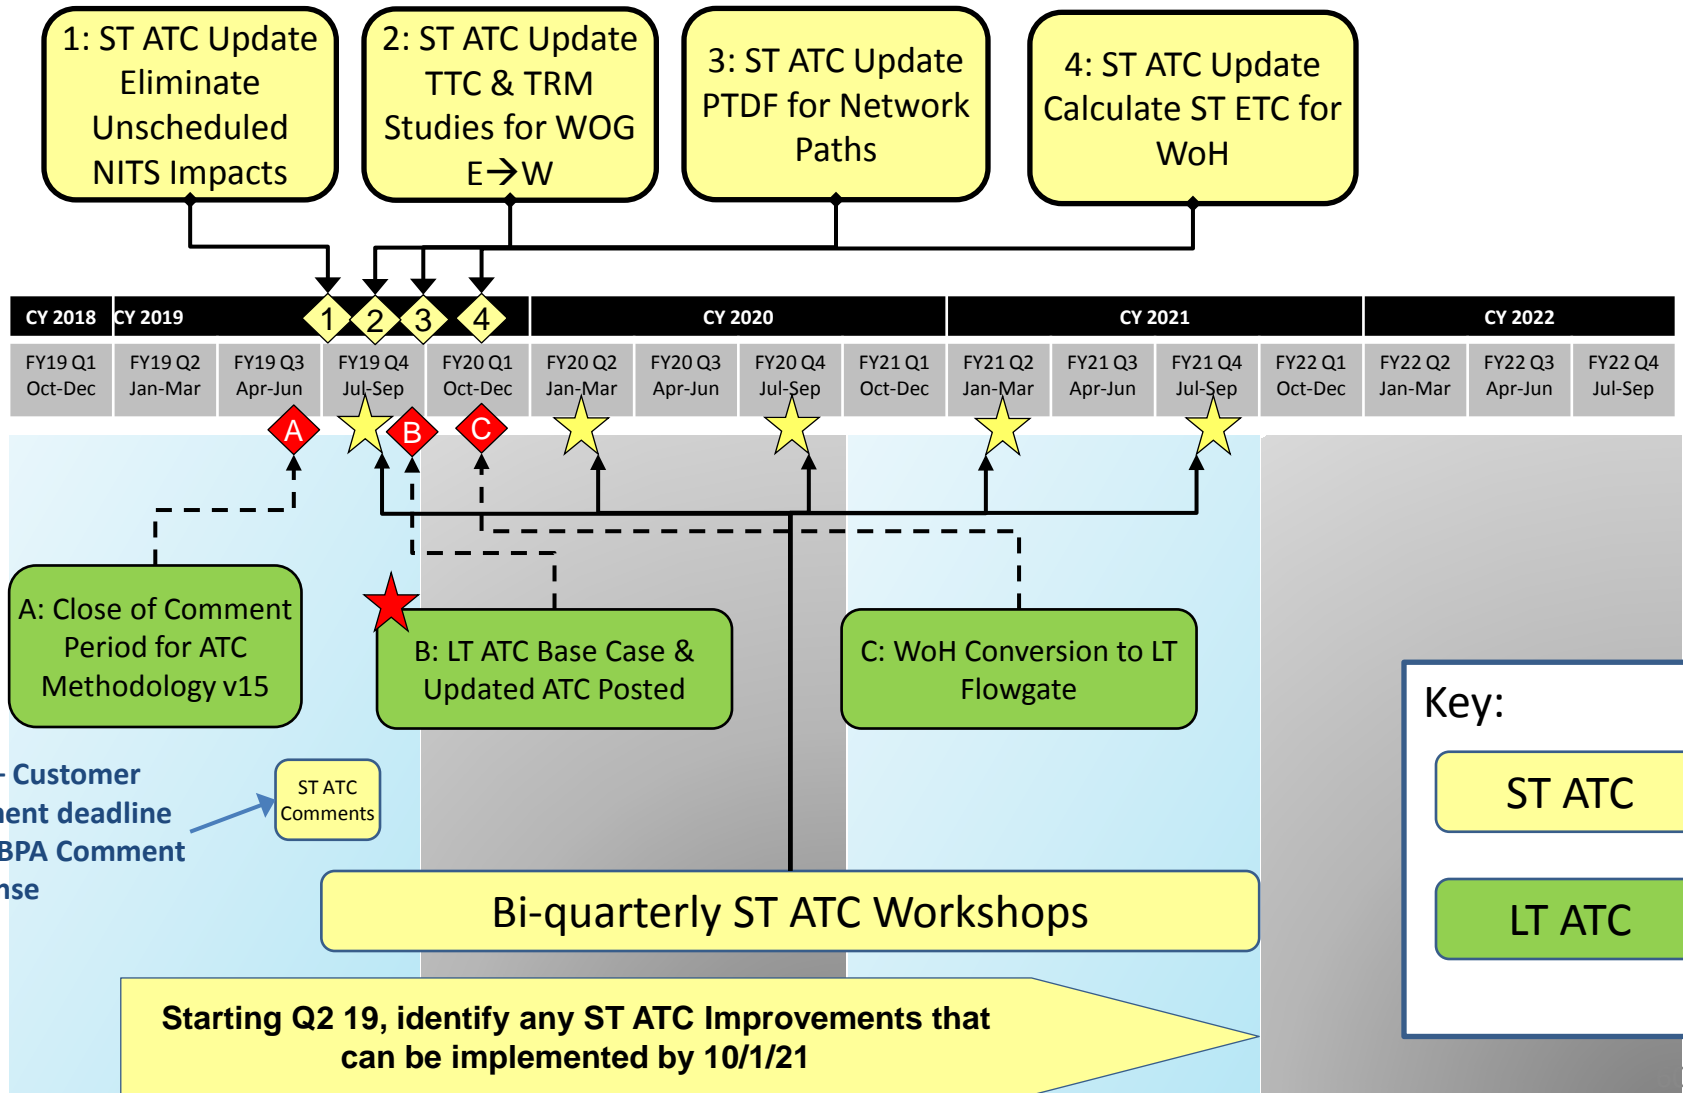 1: ST ATC Update
Eliminate
Unscheduled
NITS Impacts
2: ST ATC Update
TTC & TRM
Studies for WOG
E→W
3: ST ATC Update
PTDF for Network
Paths
4: ST ATC Update
Calculate ST ETC for
WoH
CY 2018
CY 2019
1
2
3
4
CY 2020
CY 2021
CY 2022
FY19 Q1
Oct-Dec
FY19 Q2
Jan-Mar
FY19 Q3
Apr-Jun
FY19 Q4
Jul-Sep
FY20 Q1
Oct-Dec
FY20 Q2
Jan-Mar
FY20 Q3
Apr-Jun
FY20 Q4
Jul-Sep
FY21 Q1
Oct-Dec
FY21 Q2
Jan-Mar
FY21 Q3
Apr-Jun
FY21 Q4
Jul-Sep
FY22 Q1
Oct-Dec
FY22 Q2
Jan-Mar
FY22 Q3
Apr-Jun
FY22 Q4
Jul-Sep
A
B
C
A: Close of Comment
Period for ATC
Methodology v15
B: LT ATC Base Case &
Updated ATC Posted
C: WoH Conversion to LT
Flowgate
- Customer
deadline
BPA Comment
ST ATC
Comments
Key:
ST ATC
LT ATC
Bi-quarterly ST ATC Workshops
Starting Q2 19, identify any ST ATC Improvements that
can be implemented by 10/1/21